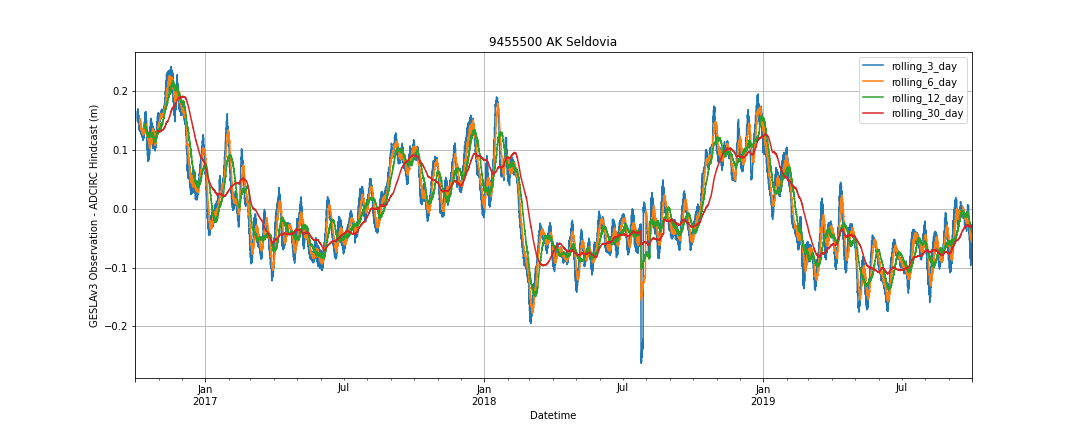 9455500 AK Seldovia
GESLAv3 Observation - ADCIRC Hindcast (m)
0.2
0.1
0.0
−0.1
−0.2
rolling_3_day
rolling_6_day
rolling_12_day
rolling_30_day
Jan
2017
Jul
Jan
2018
Jul
Jan
2019
Jul
Datetime